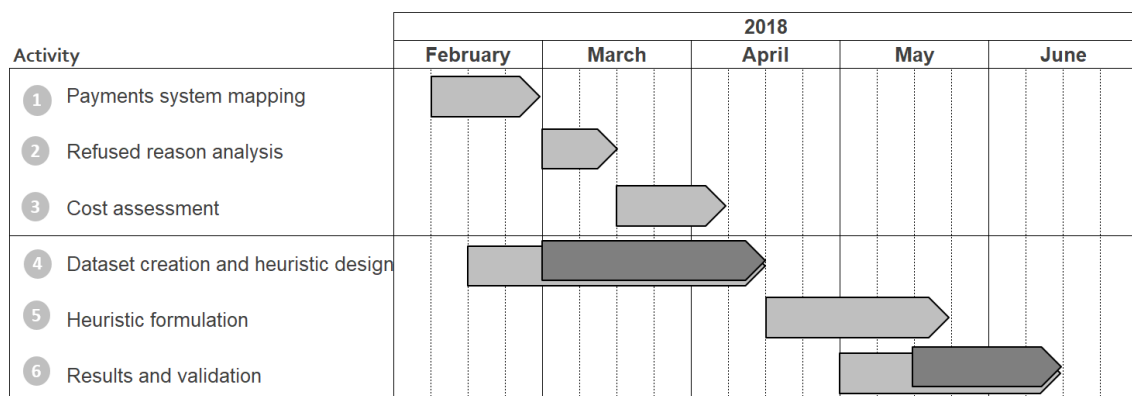 2018
Activity
February March April May June
1 Payments system mapping
2 Refused reason analysis
3 Cost assessment
4 Dataset creation and heuristic design
5 Heuristic formulation
6 Results and validation